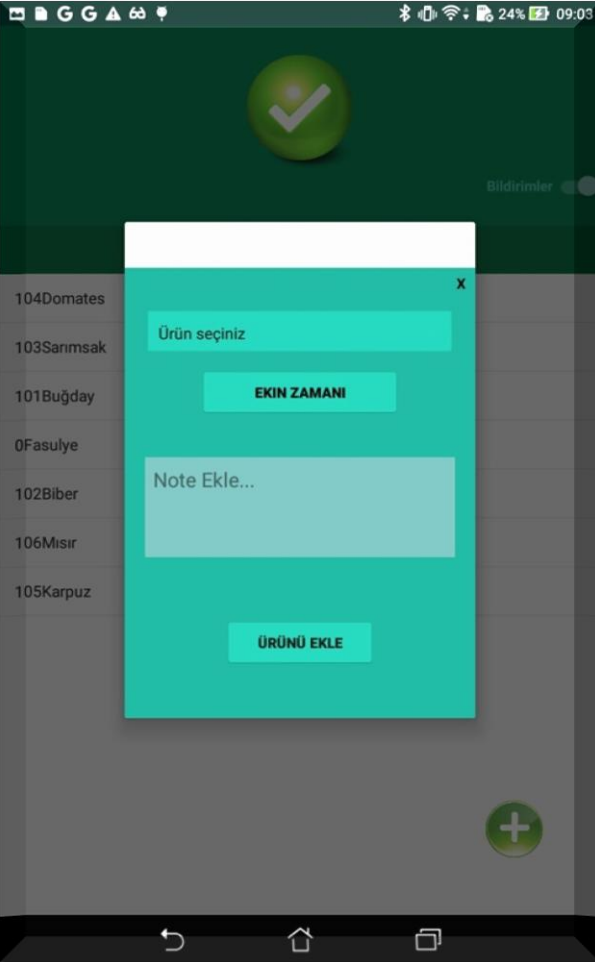 24% 09:03
Bildirimler
X
104Domates
Ürün seçiniz
103Sarımsak
101Buğday
EKIN ZAMANI
0Fasulye
102Biber
Note Ekle...
106Mısır
105Karpuz
ÜRÜNÜ EKLE